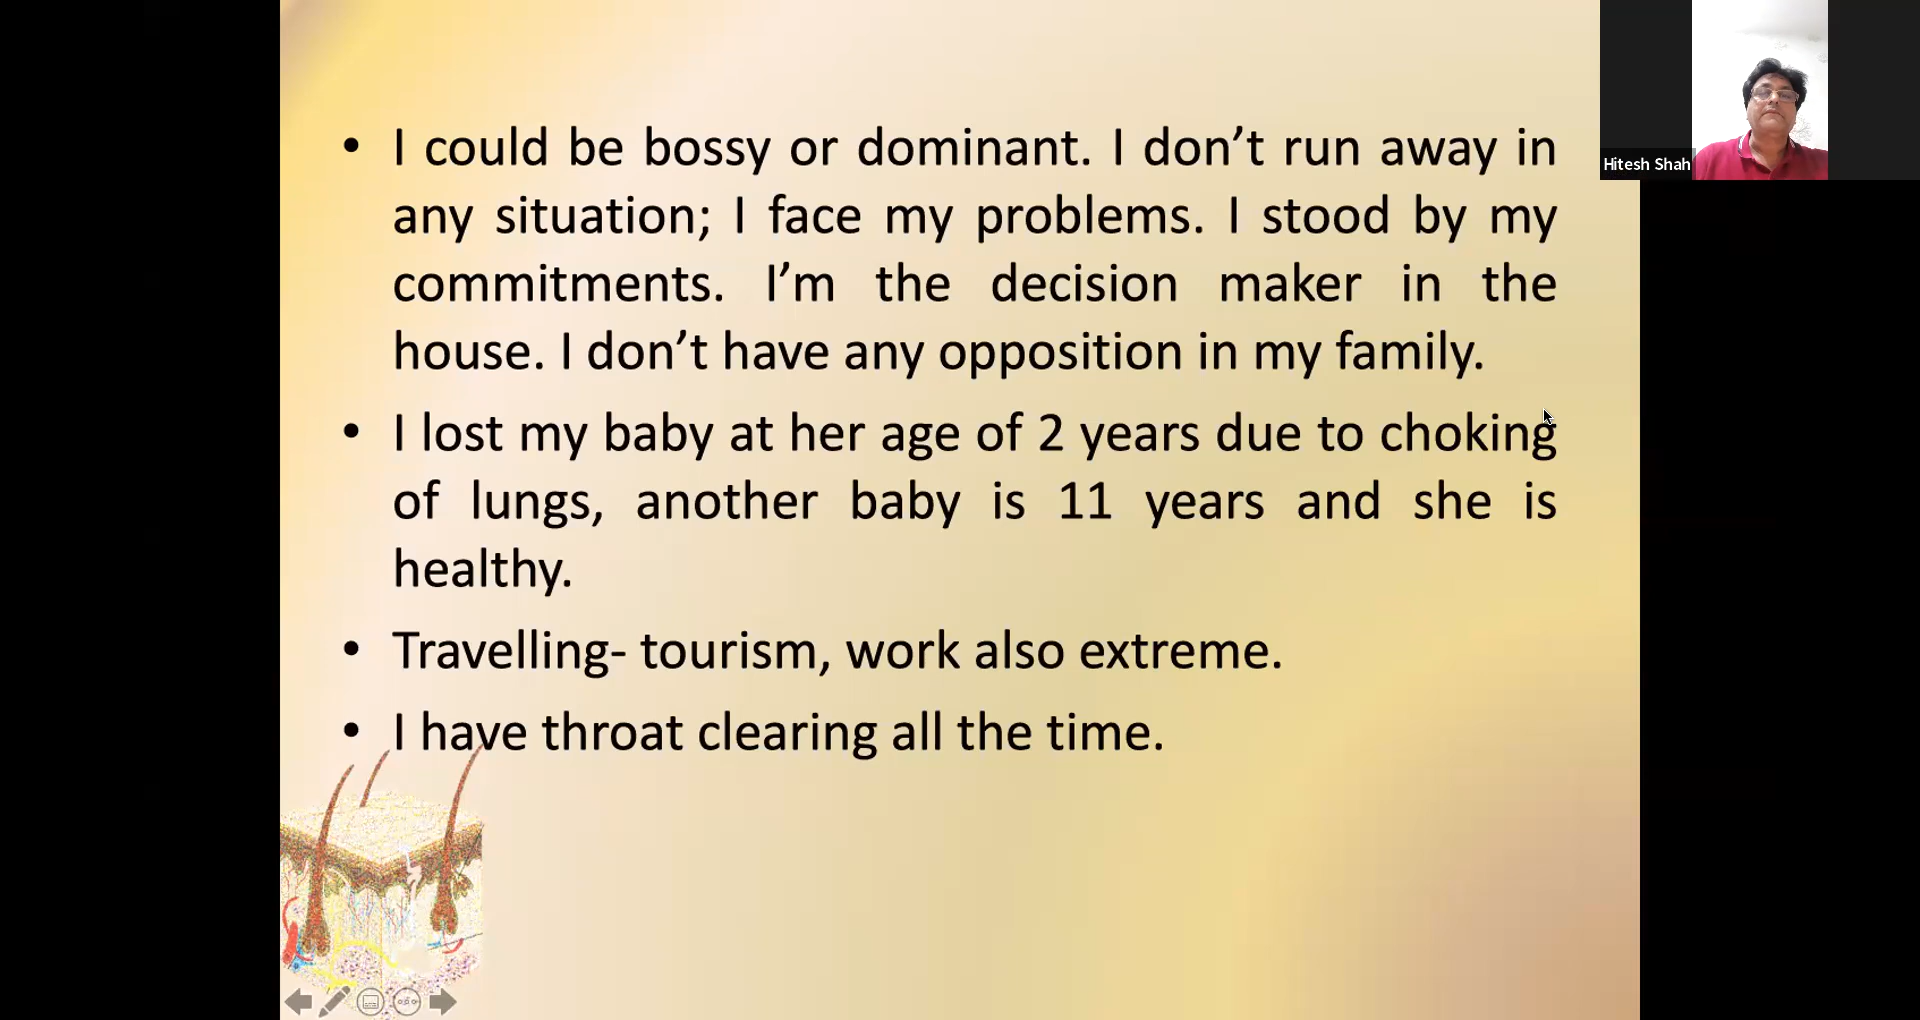 • I could be bossy or dominant. I don’t run away in
any situation; I face my problems. I stood by my
commitments. I’m the decision maker in the
house. I don’t have any opposition in my family.
• I lost my baby at her age of 2 years due to choking
of lungs, another baby is 11 years and she is
healthy.
• Travelling- tourism, work also extreme.
• I have throat clearing all the time.
Hitesh Shah